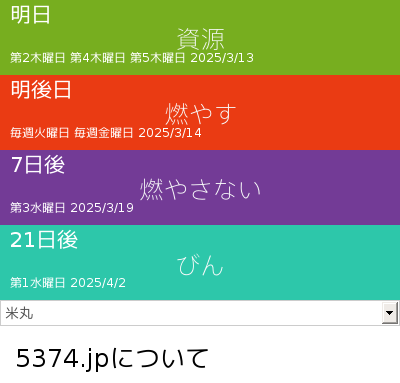 明日
資源
第2木曜日 第4木曜日 第5木曜日 2025/3/13
明後日
燃やす
毎週火曜日 毎週金曜日 2025/3/14
7日後
燃やさない
第3水曜日 2025/3/19
21日後
びん
第1水曜日 2025/4/2
米丸
5374.jpについて